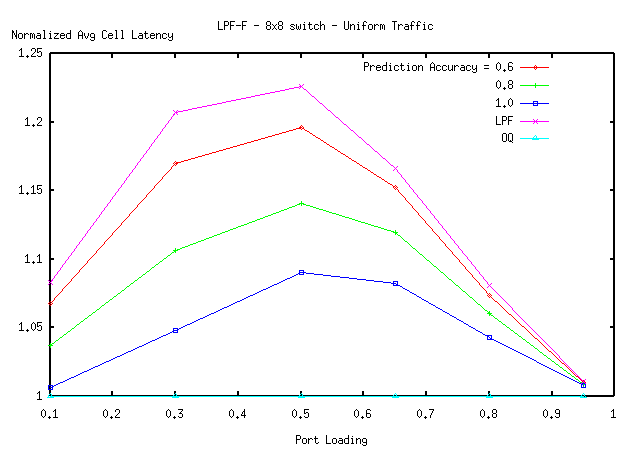 LPF-F - 8x8 switch - Uniform Traffic
Normalized Avg Cell Latency
1.25
1.2
1.15
1.1
1.05
1
Prediction Accuracy = 0.6
0.8
1.0
LPF
OQ
0.1 0.2 0.3 0.4 0.5 0.6 0.7 0.8 0.9 1
Port Loading